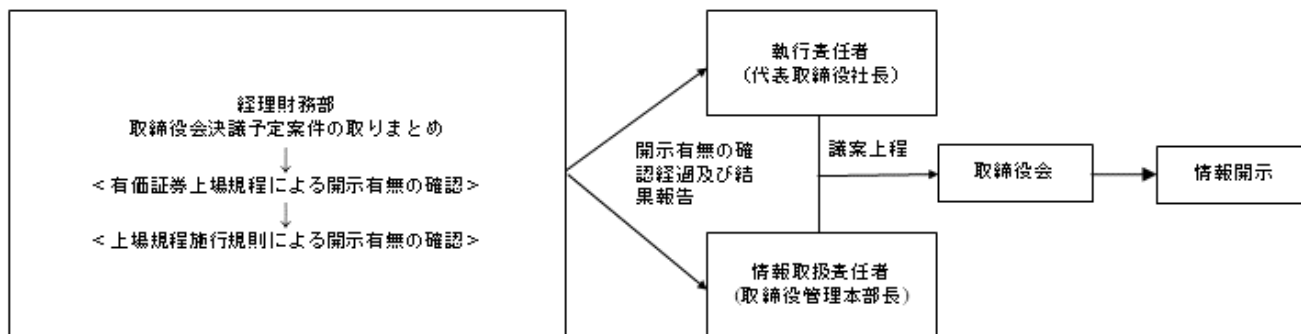 経理財務部
取締役会決議予定案件の取りまとめ
↓
＜有価証券上場規程による開示有無の確認＞
↓
＜上場規程施行規則による開示有無の確認＞
開示有無の確
認経過及び結
果報告
執行責任者
(代表取締役社長)
議案上程
情報取扱責任者
(取締役管理本部長)
取締役会
情報開示